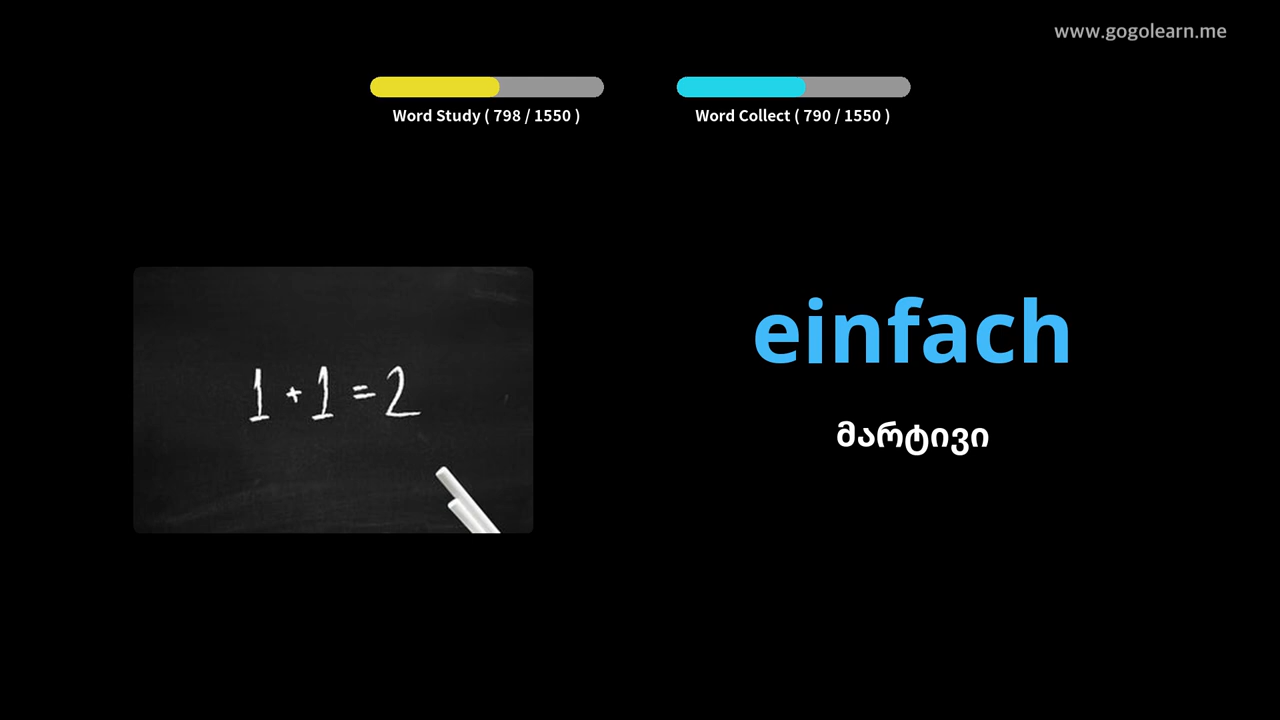 www.gogolearn.me
Word Study ( 798 / 1550 )
Word Collect ( 790 / 1550 )
1 + 1 = 2
einfach
მარტივი